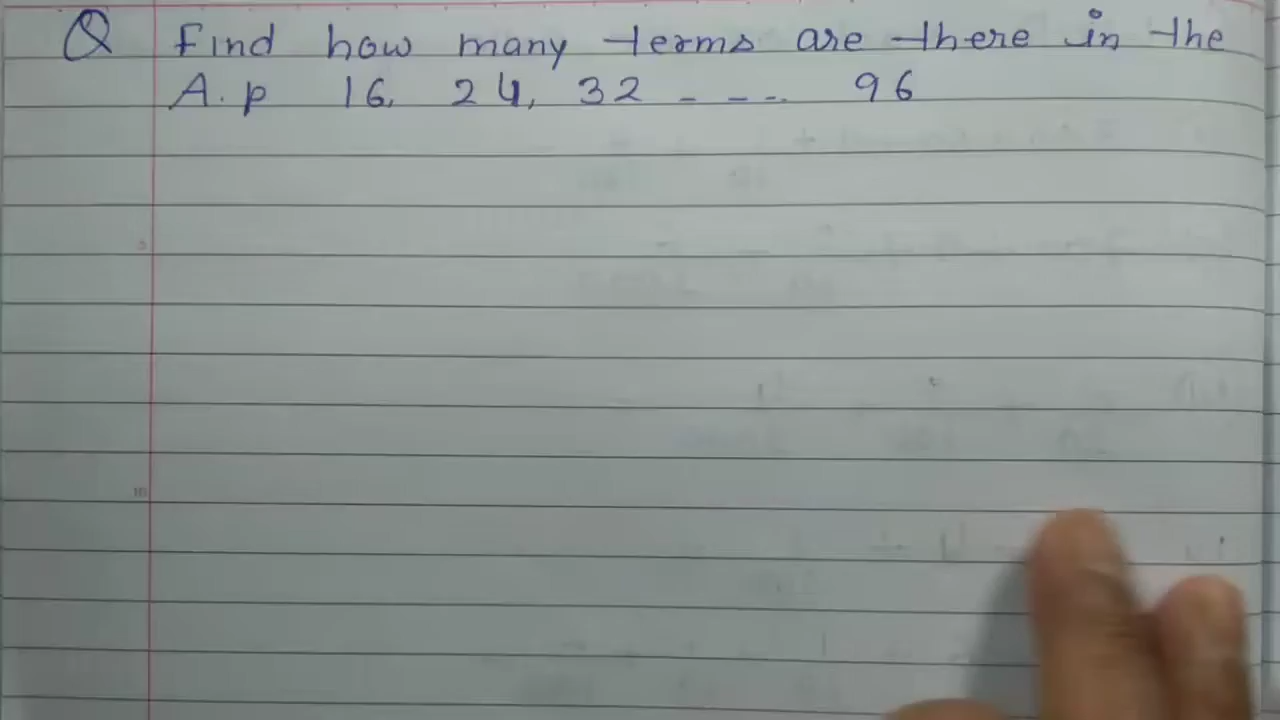 Q Find how many terms are there in the
A.p 16, 24, 32 - - -.. 96